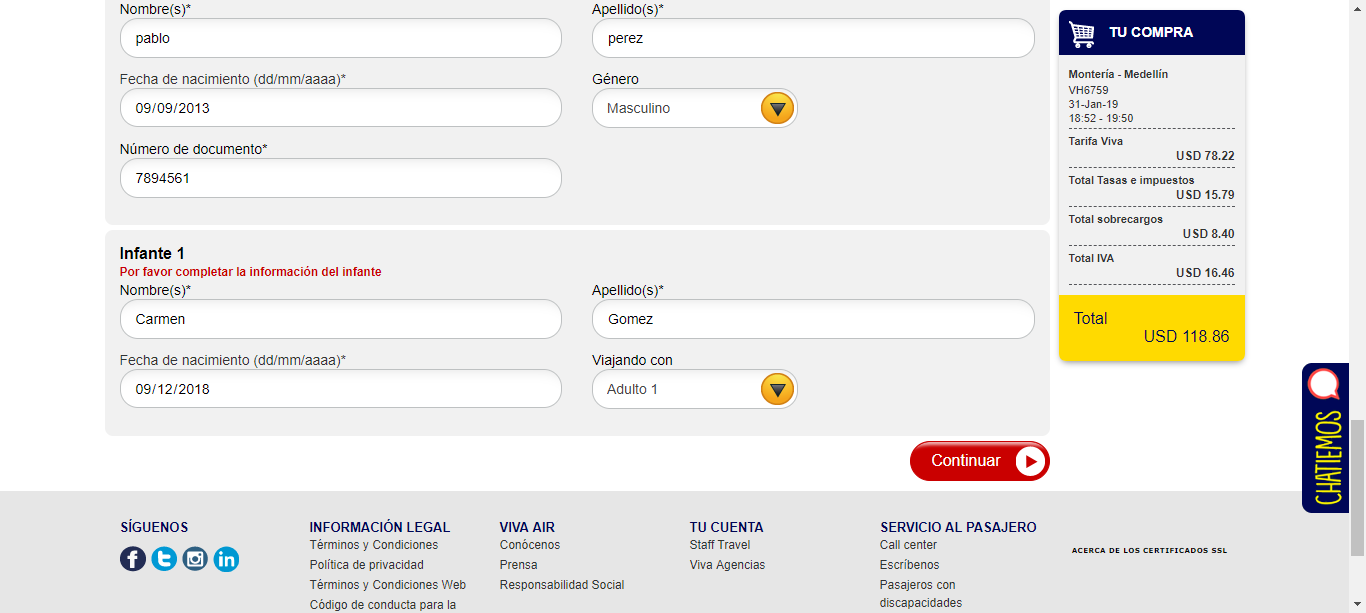 Nombre(s)*
Apellido(s)*
pablo
perez
Fecha de nacimiento (dd/mm/aaaa)*
Género
09/09/2013
Masculino
Número de documento*
7894561
Infante 1
Por favor completar la información del infante
Nombre(s)*
Apellido(s)*
Carmen
Gomez
Fecha de nacimiento (dd/mm/aaaa)*
Viajando con
09/12/2018
Adulto 1
Continuar
TU COMPRA
Montería - Medellín
VH6759
31-Jan-19
18:52 - 19:50
Tarifa Viva
USD 78.22
Total Tasas e impuestos
USD 15.79
Total sobrecargos
USD 8.40
Total IVA
USD 16.46
Total
USD 118.86
CHATIEMOS
SÍGUENOS
INFORMACIÓN LEGAL
Términos y Condiciones
Política de privacidad
Términos y Condiciones Web
Código de conducta para la
VIVA AIR
Conócenos
Prensa
Responsabilidad Social
TU CUENTA
Staff Travel
Viva Agencias
SERVICIO AL PASAJERO
Call center
Escríbenos
Pasajeros con
discapacidades
ACERCA DE LOS CERTIFICADOS SSL